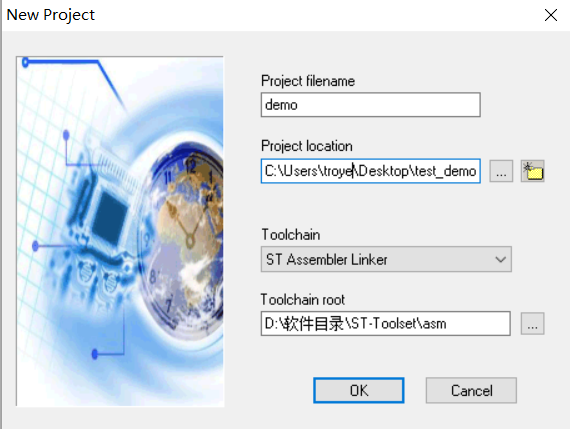 New Project
Project filename
demo
Project location
C:\Users\troye\Desktop\test_demo
...
Toolchain
ST Assembler Linker
Toolchain root
D:\软件目录\ST-Toolset\asm
...
OK
Cancel